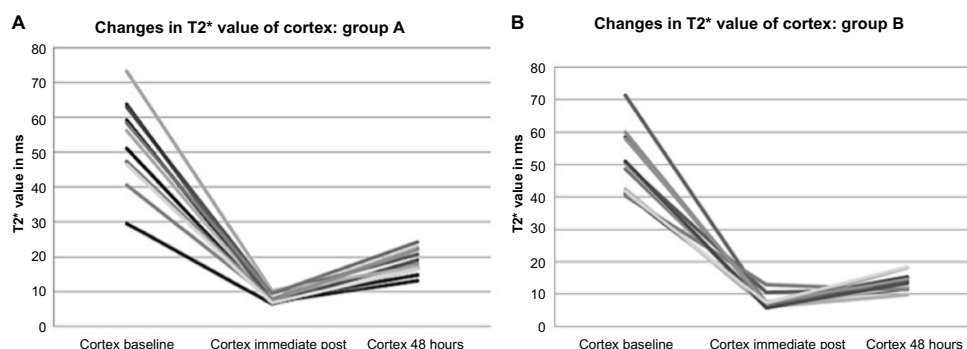 A
Changes in T2* value of cortex: group A
T2* value in ms
80
70
60
50
40
30
20
10
0
Cortex baseline
Cortex immediate post
Cortex 48 hours
B
Changes in T2* value of cortex: group B
T2* value in ms
80
70
60
50
40
30
20
10
0
Cortex baseline
Cortex immediate post
Cortex 48 hours